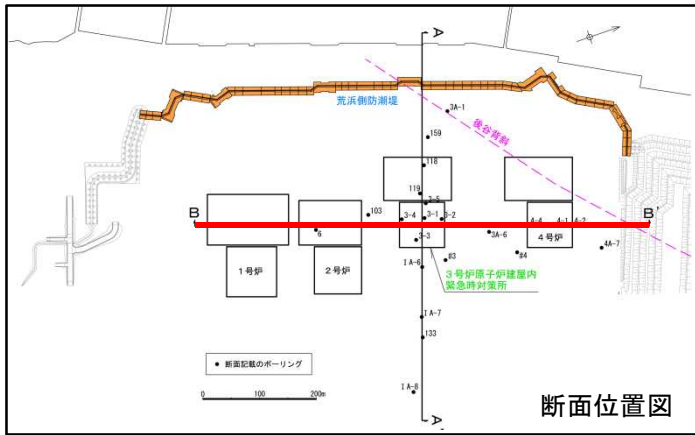 A
3A-1
荒浜側防潮堤
後谷背斜
159
118
119
3-5
B
103
3-4
3-1
3-2
4-4
4-1
4-2
B'
6
3-3
3A-6
4号炉
4A-7
#3
#4
1号炉
2号炉
IA-6
3号炉原子炉建屋内
緊急時対策所
IA-7
133
● 断面記載のボーリング
0 100 200m
IA-8
断面位置図
A'